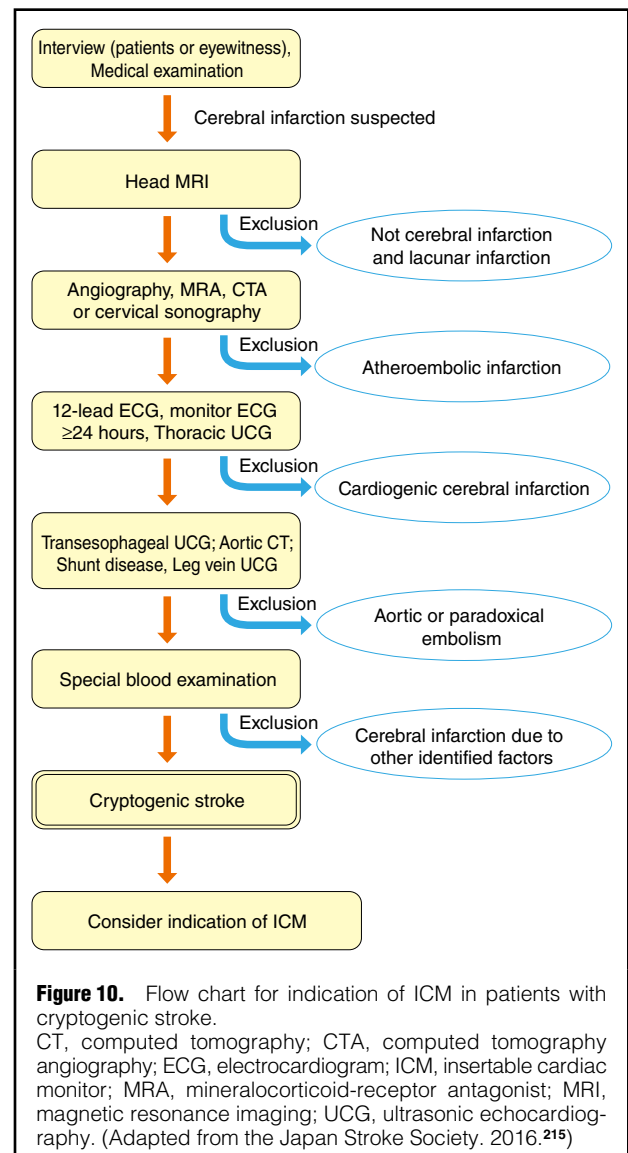 Interview (patients or eyewitness),
Medical examination
Cerebral infarction suspected
Head MRI
Exclusion
Not cerebral infarction
and lacunar infarction
Angiography, MRA, CTA
or cervical sonography
Exclusion
Atheroembolic infarction
12-lead ECG, monitor ECG
≥24 hours, Thoracic UCG
Exclusion
Cardiogenic cerebral infarction
Transesophageal UCG; Aortic CT;
Shunt disease, Leg vein UCG
Exclusion
Aortic or paradoxical
embolism
Special blood examination
Exclusion
Cerebral infarction due to
other identified factors
Cryptogenic stroke
Consider indication of ICM
Figure 10. Flow chart for indication of ICM in patients with
cryptogenic stroke.
CT, computed tomography; CTA, computed tomography
angiography; ECG, electrocardiogram; ICM, insertable cardiac
monitor; MRA, mineralocorticoid-receptor antagonist; MRI,
magnetic resonance imaging; UCG, ultrasonic echocardiog-
raphy. (Adapted from the Japan Stroke Society. 2016.215)